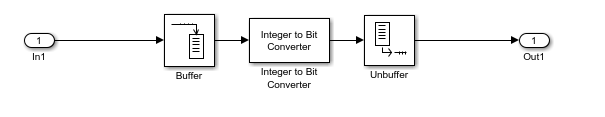 1
In1
Buffer
Integer to Bit
Converter
Integer to Bit
Converter
Unbuffer
1
Out1